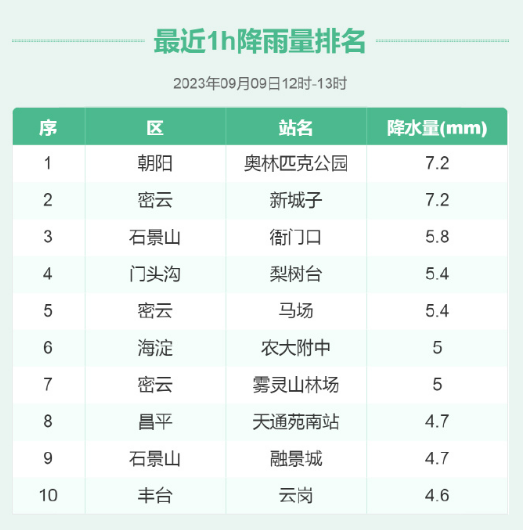 最近1h降雨量排名
2023年09月09日12时-13时
序 区 站名 降水量(mm)
1 朝阳 奥林匹克公园 7.2
2 密云 新城子 7.2
3 石景山 衙门口 5.8
4 门头沟 梨树台 5.4
5 密云 马场 5.4
6 海淀 农大附中 5
7 密云 雾灵山林场 5
8 昌平 天通苑南站 4.7
9 石景山 融景城 4.7
10 丰台 云岗 4.6